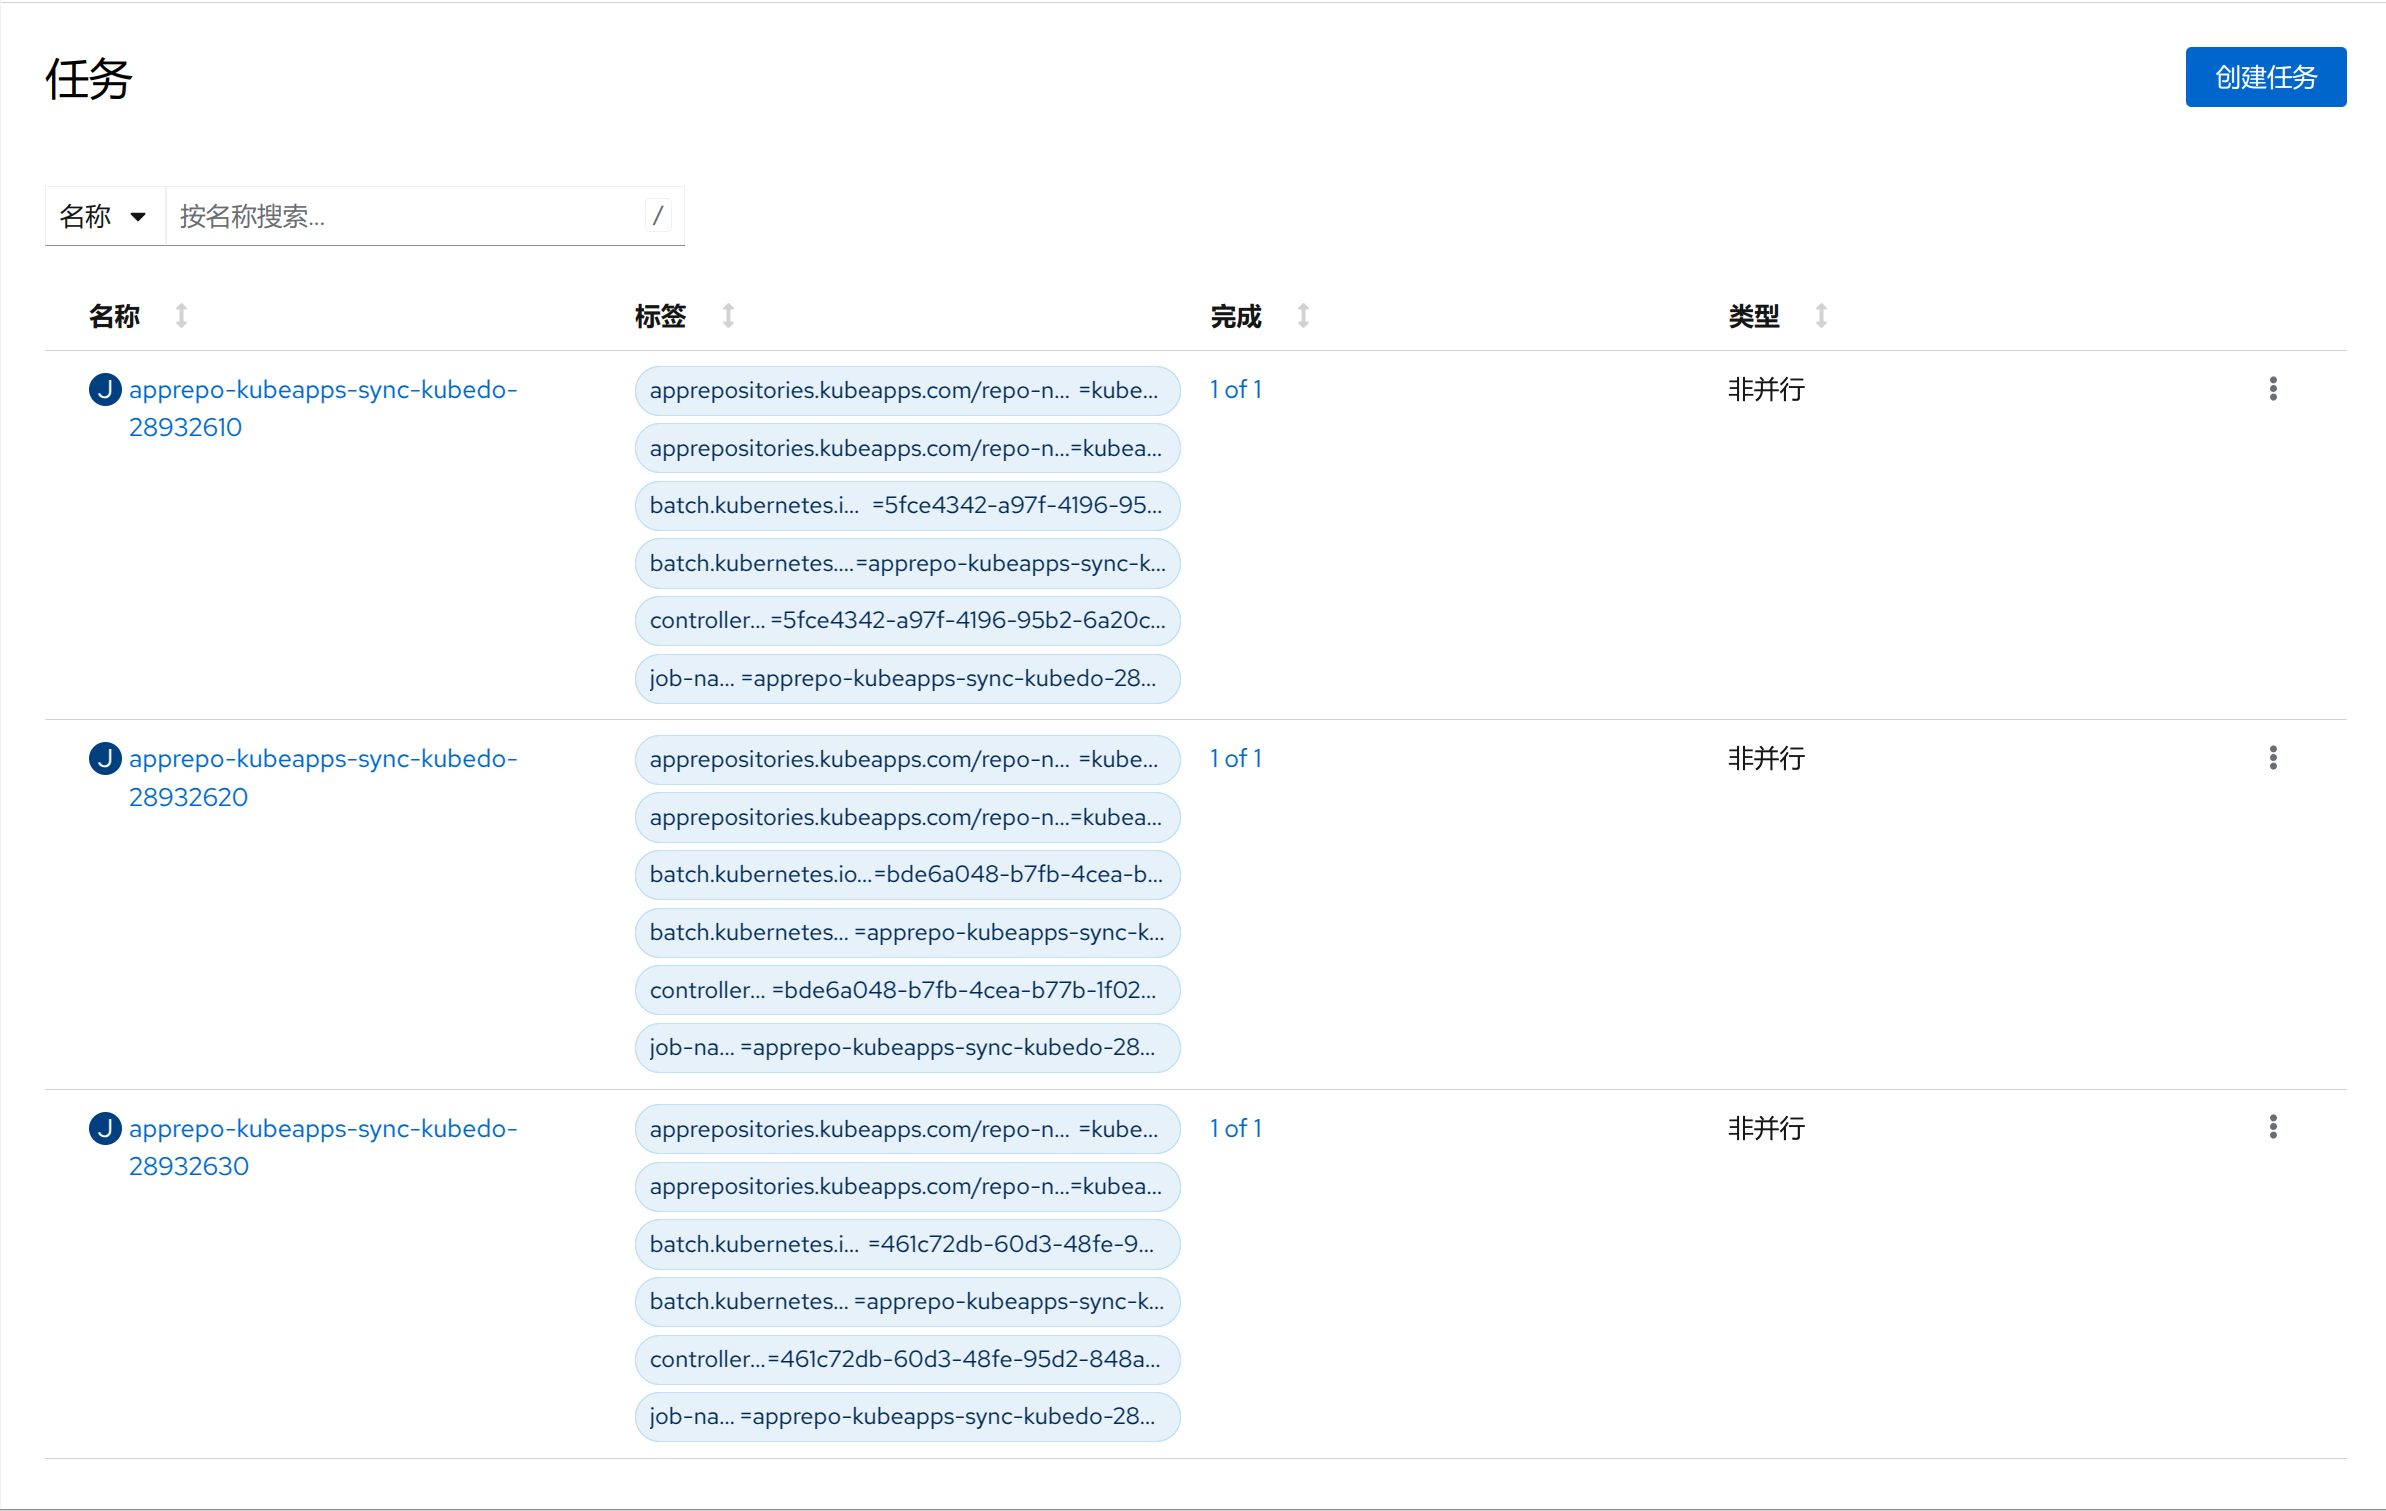 任务
创建任务
名称
按名称搜索...
/
名称 标签 完成 类型
J apprepo-kubeapps-sync-kubedo-
28932610
apprepositories.kubeapps.com/repo-n... =kube...
apprepositories.kubeapps.com/repo-n...=kubea...
batch.kubernetes.i... =5fce4342-a97f-4196-95...
batch.kubernetes....=apprepo-kubeapps-sync-k...
controller... =5fce4342-a97f-4196-95b2-6a20c...
job-na... =apprepo-kubeapps-sync-kubedo-28...
1 of 1
非并行
J apprepo-kubeapps-sync-kubedo-
28932620
apprepositories.kubeapps.com/repo-n... =kube...
apprepositories.kubeapps.com/repo-n...=kubea...
batch.kubernetes.io...=bde6a048-b7fb-4cea-b...
batch.kubernetes... =apprepo-kubeapps-sync-k...
controller... =bde6a048-b7fb-4cea-b77b-1f02...
job-na... =apprepo-kubeapps-sync-kubedo-28...
1 of 1
非并行
J apprepo-kubeapps-sync-kubedo-
28932630
apprepositories.kubeapps.com/repo-n... =kube...
apprepositories.kubeapps.com/repo-n...=kubea...
batch.kubernetes.i... =461c72db-60d3-48fe-9...
batch.kubernetes... =apprepo-kubeapps-sync-k...
controller...=461c72db-60d3-48fe-95d2-848a...
job-na... =apprepo-kubeapps-sync-kubedo-28...
1 of 1
非并行